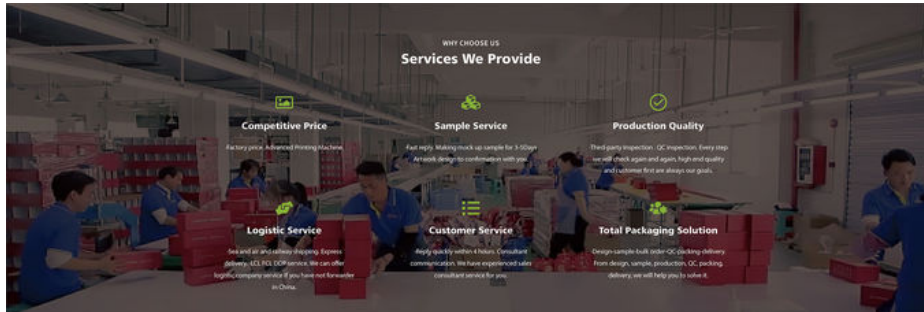 WHY CHOOSE US
Services We Provide
Competitive Price
Factory price. Advanced Printing Machine.
Sample Service
Fast reply. Making mock up sample for 3-5Days
Artwork design to confirmation with you.
Production Quality
Third-party Inspection . QC Inspection. Every step
we will check again and again, high end quality
and customer first are always our goals.
Logistic Service
Sea and air and railway shipping. Express
delivery. LCL FCL DDP service. We can offer
logistic company service if you have not forwarder
in China.
Customer Service
Reply quickly within 4 hours. Consultant
communication. We have experienced sales
consultant service for you.
Total Packaging Solution
Design-sample-bulk order-QC-packing-delivery.
From design, sample, production, QC, packing,
delivery, we will help you to solve it.